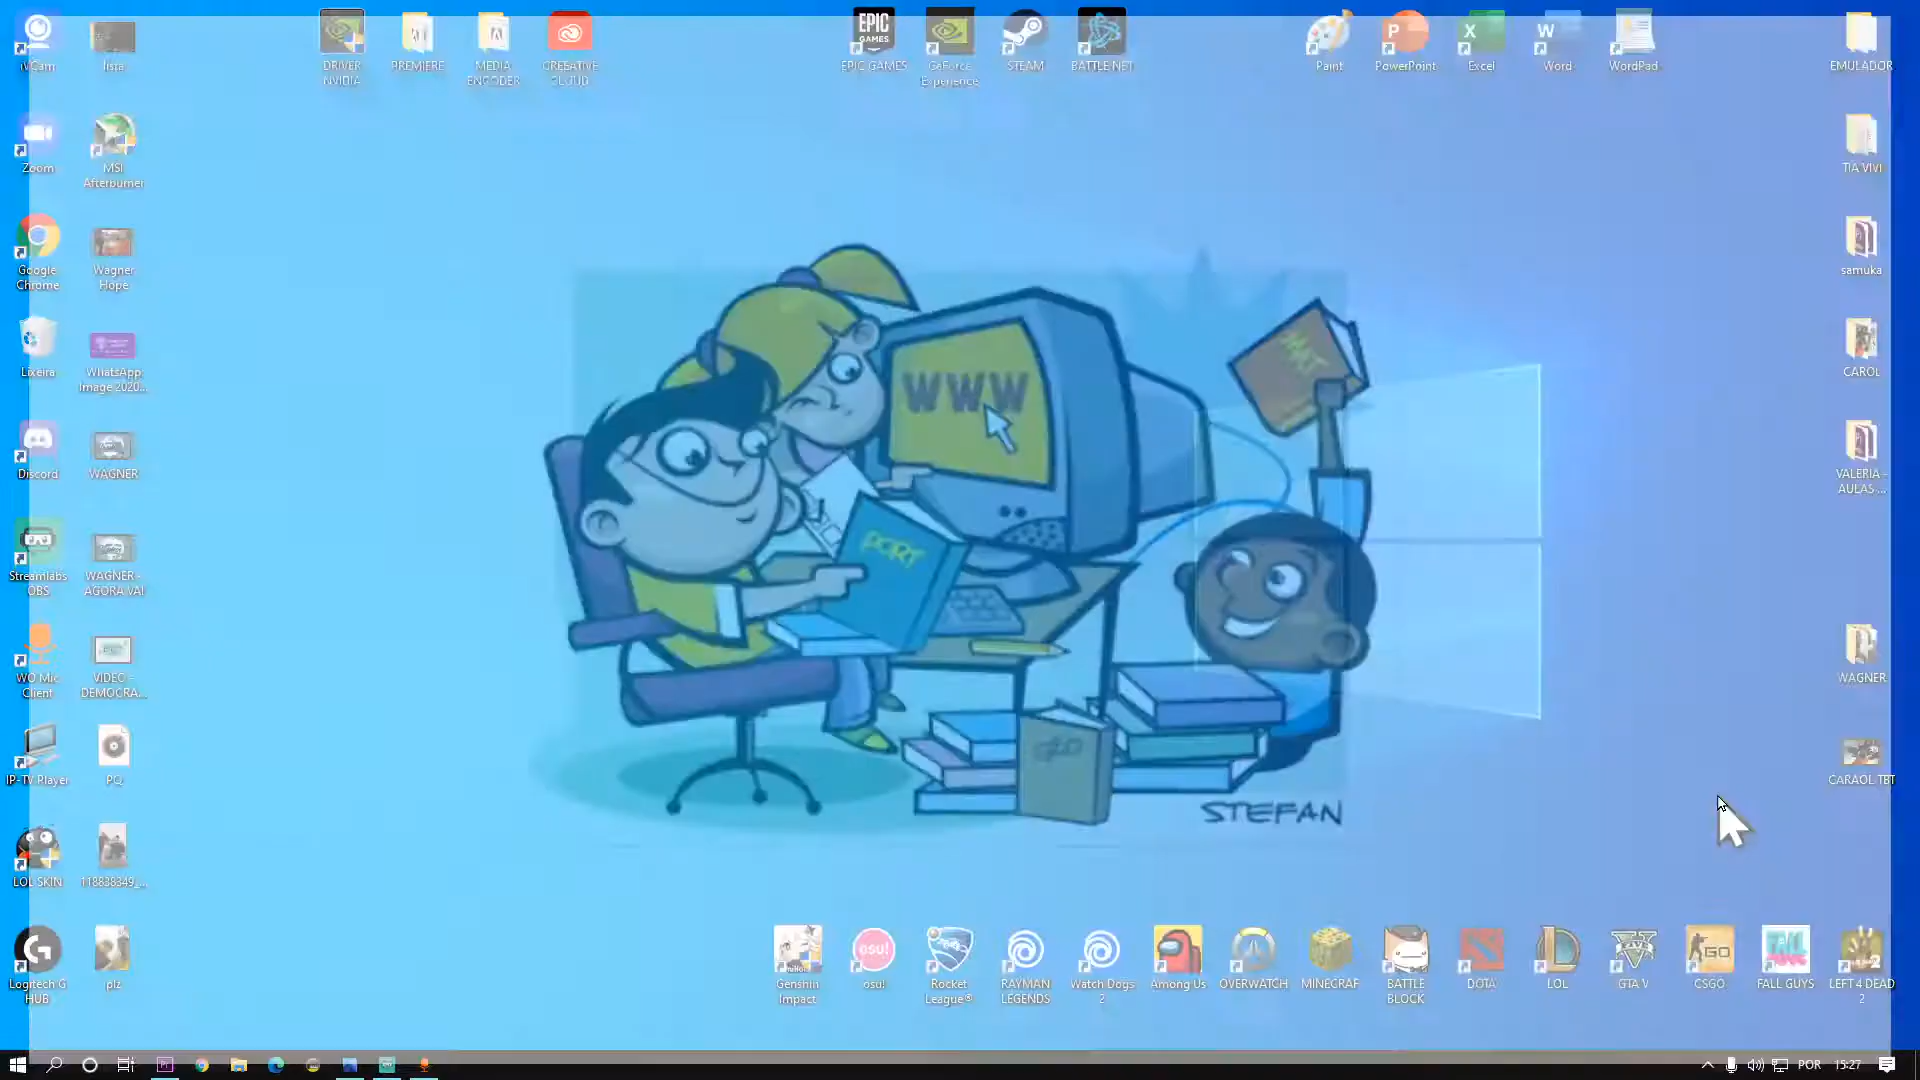 iVCam
lista
DRIVER
NVIDIA
PREMIERE
MEDIA
ENCODER
CREATIVE
CLOUD
EPIC
GAMES
EPIC GAMES
GeForce
Experience
STEAM
BATTLE.NET
Paint
PowerPoint
Excel
Word
WordPad
EMULADOR
Zoom
MSI
Afterburner
TIA VIVI
Google
Chrome
Wagner
Hope
samuka
Lixeira
WhatsApp
Image 2020...
CAROL
WWW
Discord
WAGNER
VALERIA -
AULAS ...
PORT
Streamlabs
OBS
WAGNER -
AGORA VAI
WO Mic
Client
VIDEO -
DEMOCRA...
WAGNER
IP-TV Player
PQ
CARAOL TBT
STEFAN
LOL SKIN
118838349_...
Logitech G
HUB
plz
Genshin
Impact
osu!
osu!
Rocket
League®
RAYMAN
LEGENDS
Watch Dogs
2
Among Us
OVERWATCH
MINECRAF
BATTLE
BLOCK
DOTA
LOL
GTA V
GO
CSGO
FALL GUYS
LEFT 4 DEAD
2
POR
15:27